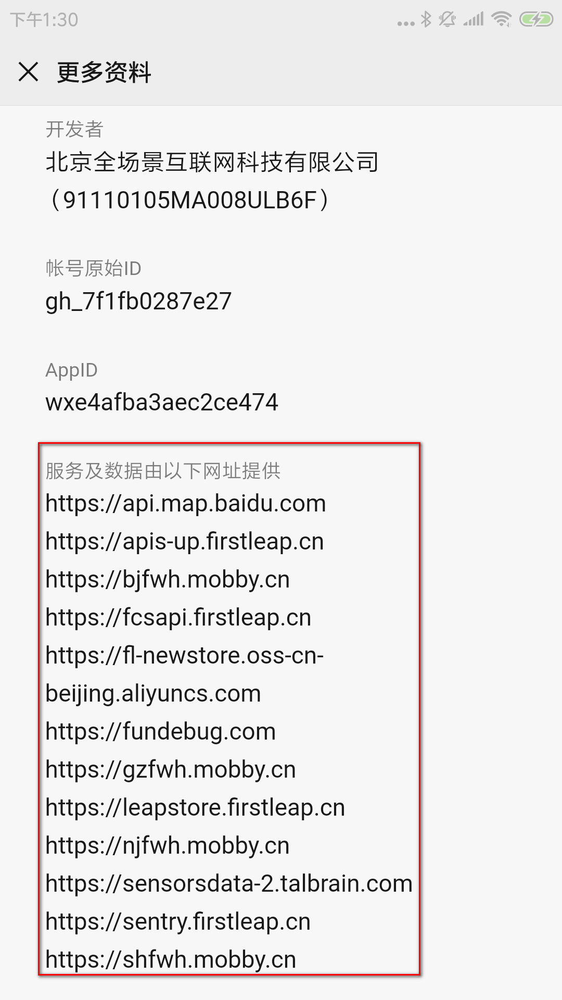 下午1:30
更多资料
开发者
北京全场景互联网科技有限公司
（91110105MA008ULB6F）
帐号原始ID
gh_7f1fb0287e27
AppID
wxe4afba3aec2ce474
服务及数据由以下网址提供
https://api.map.baidu.com
https://apis-up.firstleap.cn
https://bjfwh.mobby.cn
https://fcsapi.firstleap.cn
https://fl-newstore.oss-cn-
beijing.aliyuncs.com
https://fundebug.com
https://gzfwh.mobby.cn
https://leapstore.firstleap.cn
https://njfwh.mobby.cn
https://sensorsdata-2.talbrain.com
https://sentry.firstleap.cn
https://shfwh.mobby.cn